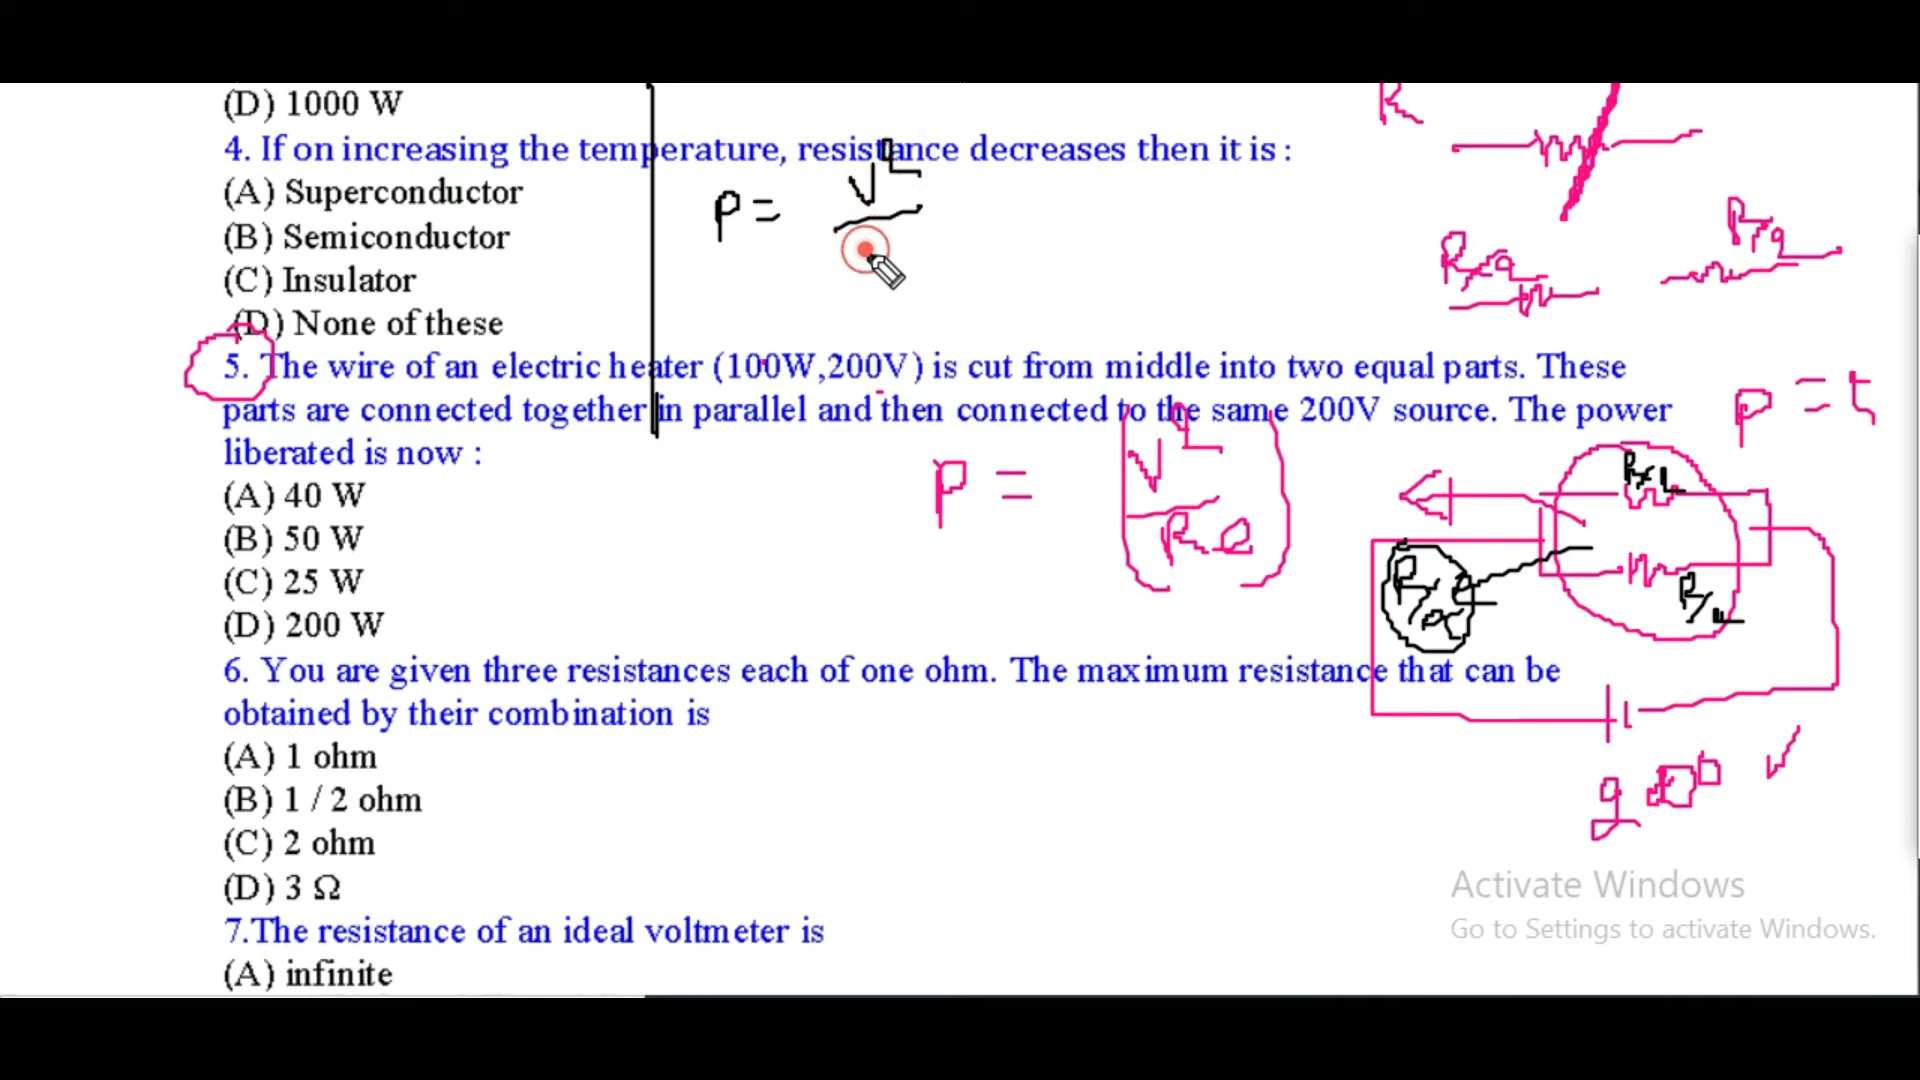 (D) 1000 W
R
4. If on increasing the temperature, resistance decreases then it is :
(A) Superconductor
P = V²
(B) Semiconductor
(C) Insulator
(D) None of these
5. The wire of an electric heater (100W,200V) is cut from middle into two equal parts. These
parts are connected together in parallel and then connected to the same 200V source. The power
liberated is now :
P =
(A) 40 W
(B) 50 W
(C) 25 W
(D) 200 W
6. You are given three resistances each of one ohm. The maximum resistance that can be
obtained by their combination is
(A) 1 ohm
(B) 1 / 2 ohm
(C) 2 ohm
(D) 3 Ω
7.The resistance of an ideal voltmeter is
(A) infinite
Activate Windows
Go to Settings to activate Windows.